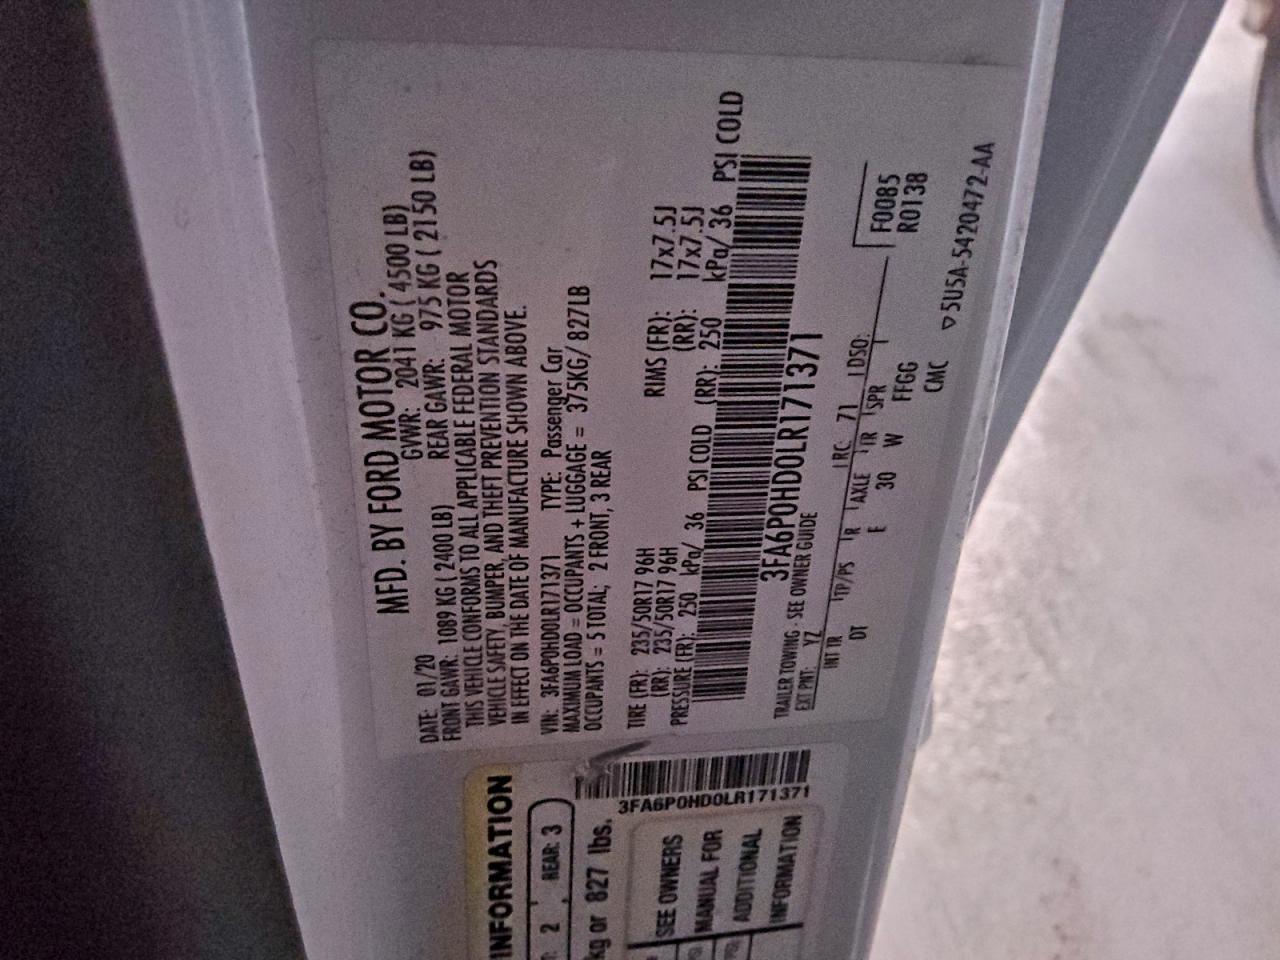 MFD. BY FORD MOTOR CO.
DATE: 01/20 GVWR: 2041 KG ( 4500 LB)
FRONT GAWR: 1089 KG ( 2400 LB) REAR GAWR: 975 KG ( 2150 LB)
THIS VEHICLE CONFORMS TO ALL APPLICABLE FEDERAL MOTOR
VEHICLE SAFETY, BUMPER, AND THEFT PREVENTION STANDARDS
IN EFFECT ON THE DATE OF MANUFACTURE SHOWN ABOVE.
VIN: 3FA6P0HD0LR171371 TYPE: Passenger Car
MAXIMUM LOAD = OCCUPANTS + LUGGAGE = 375KG/ 827LB
OCCUPANTS = 5 TOTAL; 2 FRONT, 3 REAR
TIRE (FR): 235/50R17 96H RIMS (FR): 17x7.5J
(RR): 235/50R17 96H (RR): 17x7.5J
PRESSURE (FR): 250 kPa/ 36 PSI COLD (RR): 250 kPa/ 36 PSI COLD
3FA6P0HD0LR171371
TRAILER TOWING - SEE OWNER GUIDE
EXT PNT: YZ RC: 71 DSO:
INT TR TP/PS R AXLE TR SPR
DT E 30 W FFGG
CMC
F0085
R0138
▽5U5A-5420472-AA
INFORMATION
2 REAR: 3
kg or 827 lbs.
3FA6P0HD0LR171371
SEE OWNERS
MANUAL FOR
ADDITIONAL
INFORMATION